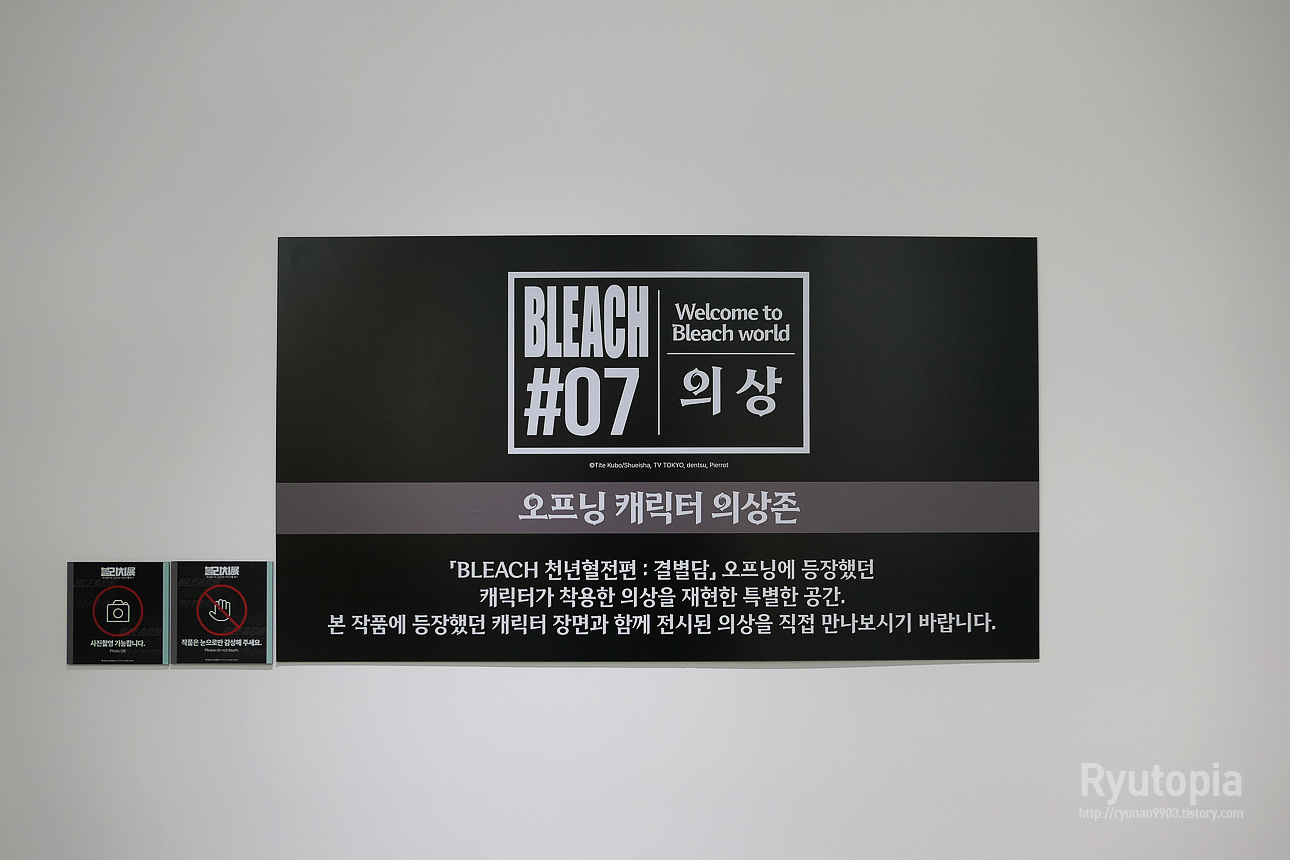 BLEACH
#07
Welcome to
Bleach world
의상
©Tite Kubo/Shueisha, TV TOKYO, dentsu, Pierrot
오프닝 캐릭터 의상존
「BLEACH 천년혈전편 : 결별담」 오프닝에 등장했던
캐릭터가 착용한 의상을 재현한 특별한 공간.
본 작품에 등장했던 캐릭터 장면과 함께 전시된 의상을 직접 만나보시기 바랍니다.
블리치展
사진촬영 가능합니다.
Photo OK
블리치展
작품은 눈으로만 감상해 주세요.
Please do not touch.
Ryutopia
http://ryunan9903.tistory.com